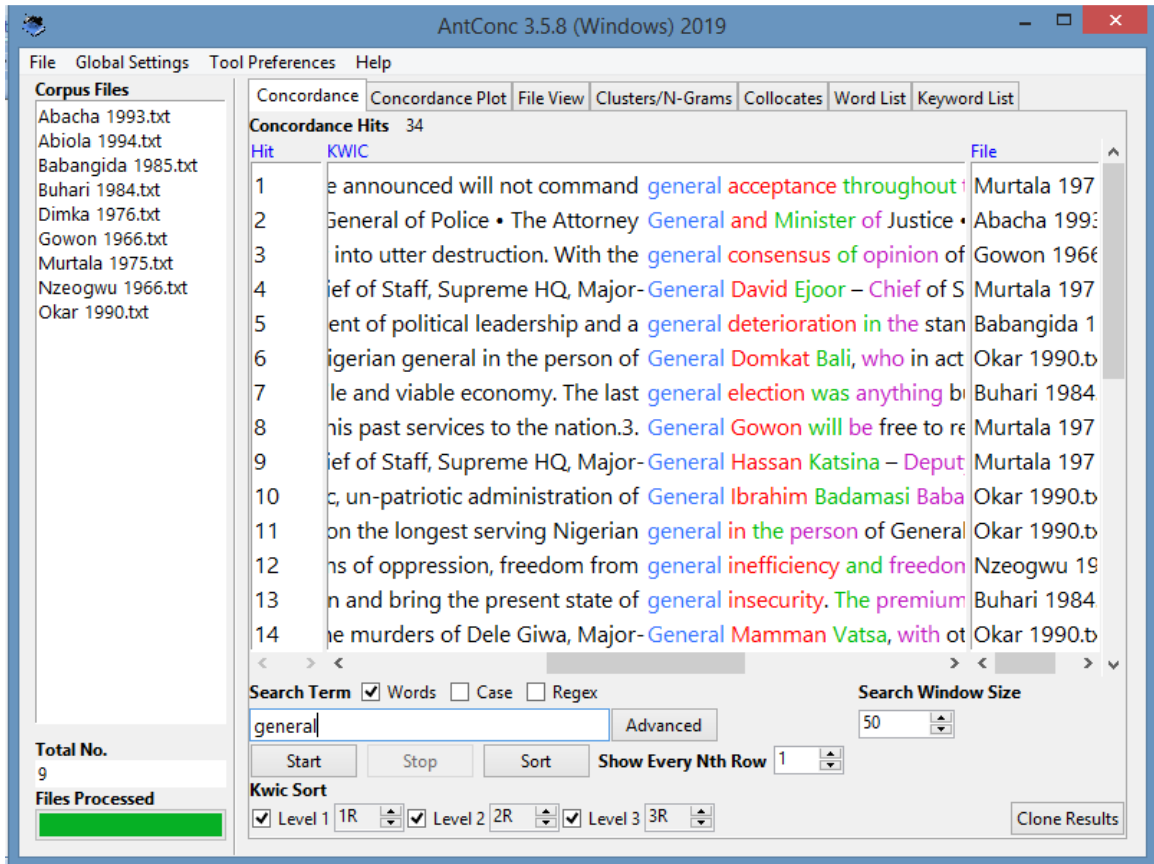 AntConc 3.5.8 (Windows) 2019
File Global Settings Tool Preferences Help
Corpus Files
Abacha 1993.txt
Abiola 1994.txt
Babangida 1985.txt
Buhari 1984.txt
Dimka 1976.txt
Gowon 1966.txt
Murtala 1975.txt
Nzeogwu 1966.txt
Okar 1990.txt
Total No.
9
Files Processed
Concordance Concordance Plot File View Clusters/N-Grams Collocates Word List Keyword List
Concordance Hits 34
Hit KWIC File
1 e announced will not command general acceptance throughout Murtala 197
2 General of Police • The Attorney General and Minister of Justice • Abacha 1993
3 into utter destruction. With the general consensus of opinion of Gowon 1966
4 ief of Staff, Supreme HQ, Major-General David Ejoor – Chief of S Murtala 197
5 ent of political leadership and a general deterioration in the stan Babangida 1
6 igerian general in the person of General Domkat Bali, who in act Okar 1990.tx
7 le and viable economy. The last general election was anything bu Buhari 1984.
8 his past services to the nation.3. General Gowon will be free to re Murtala 197
9 ief of Staff, Supreme HQ, Major-General Hassan Katsina – Deput Murtala 197
10 c, un-patriotic administration of General Ibrahim Badamasi Baba Okar 1990.tx
11 on the longest serving Nigerian general in the person of General Okar 1990.tx
12 ns of oppression, freedom from general inefficiency and freedom Nzeogwu 19
13 n and bring the present state of general insecurity. The premium Buhari 1984.
14 he murders of Dele Giwa, Major-General Mamman Vatsa, with ot Okar 1990.tx
Search Term Words Case Regex Search Window Size
general Advanced 50
Start Stop Sort Show Every Nth Row 1
Kwic Sort
Level 1 1R Level 2 2R Level 3 3R Clone Results